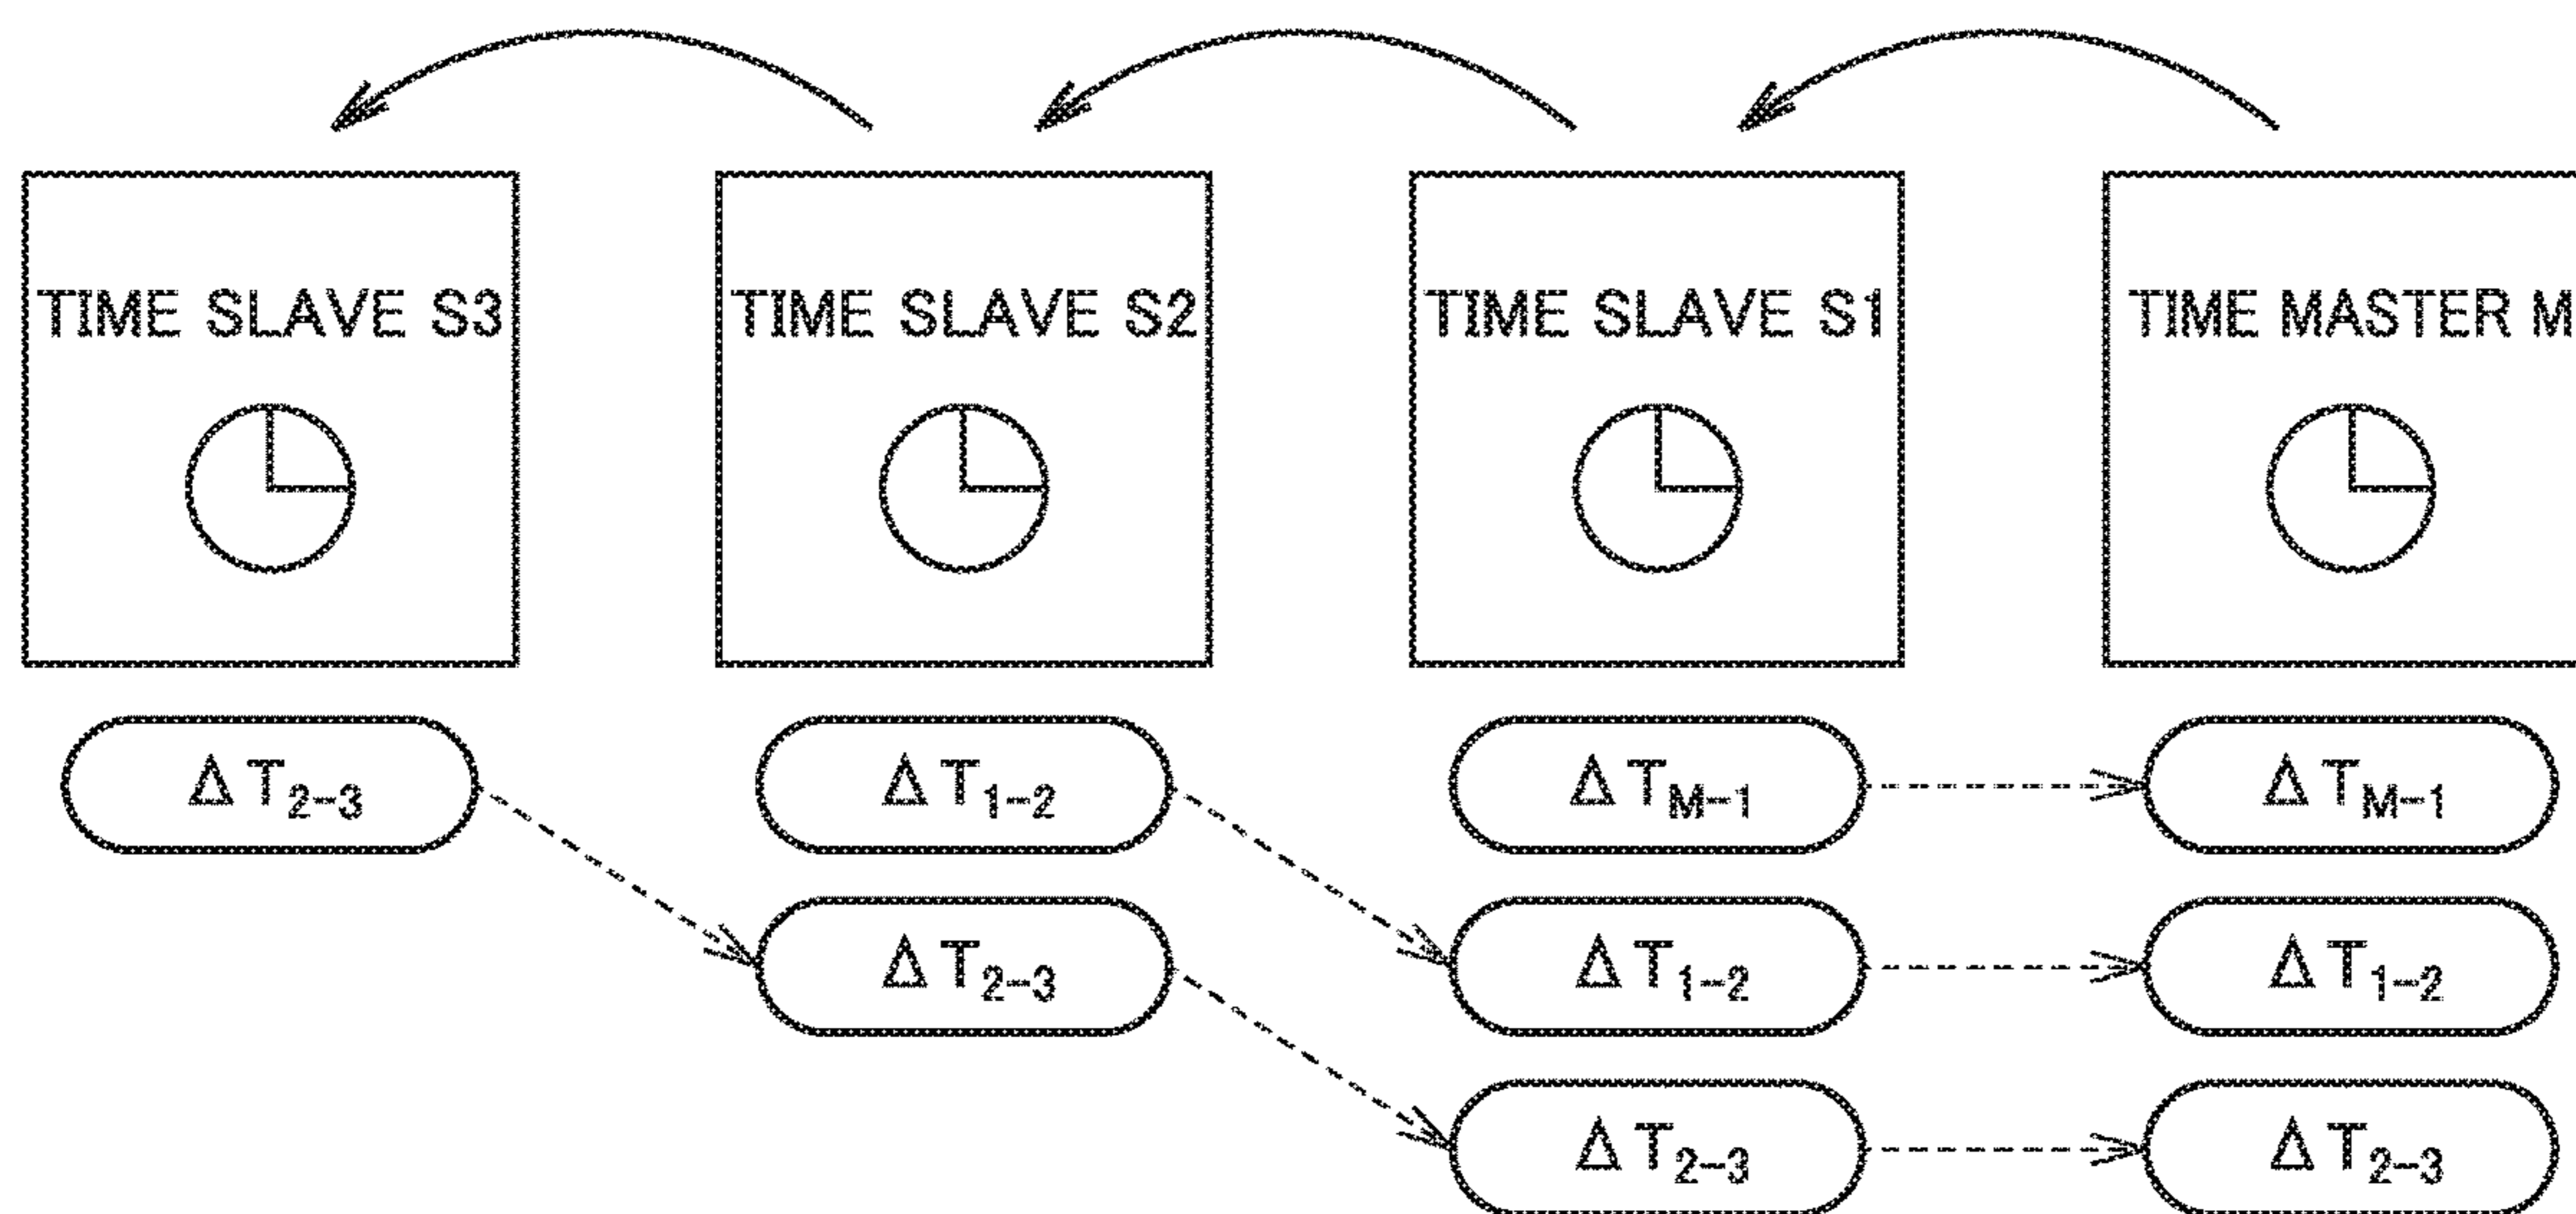 TIME SLAVE S3
TIME SLAVE S2
TIME SLAVE S1
TIME MASTER M
ΔT2-3
ΔT1-2
ΔTM-1
ΔTM-1
ΔT2-3
ΔT1-2
ΔT1-2
ΔT2-3
ΔT2-3